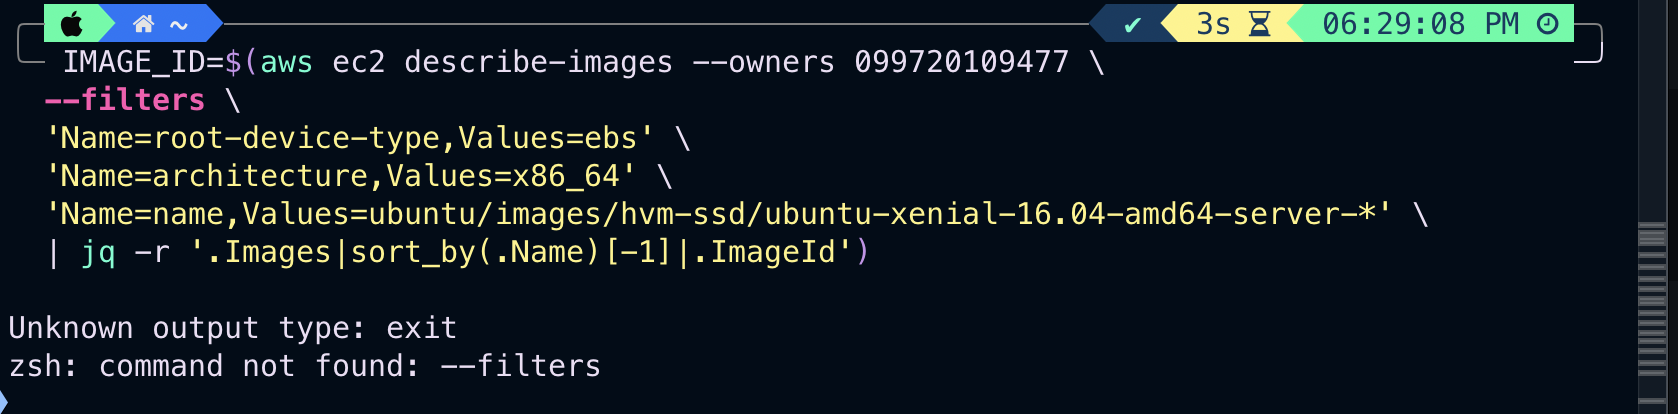 ~ ✔ 3s 06:29:08 PM
IMAGE_ID=$(aws ec2 describe-images --owners 099720109477 \
--filters \
'Name=root-device-type,Values=ebs' \
'Name=architecture,Values=x86_64' \
'Name=name,Values=ubuntu/images/hvm-ssd/ubuntu-xenial-16.04-amd64-server-*' \
| jq -r '.Images|sort_by(.Name)[-1]|.ImageId')
Unknown output type: exit
zsh: command not found: --filters